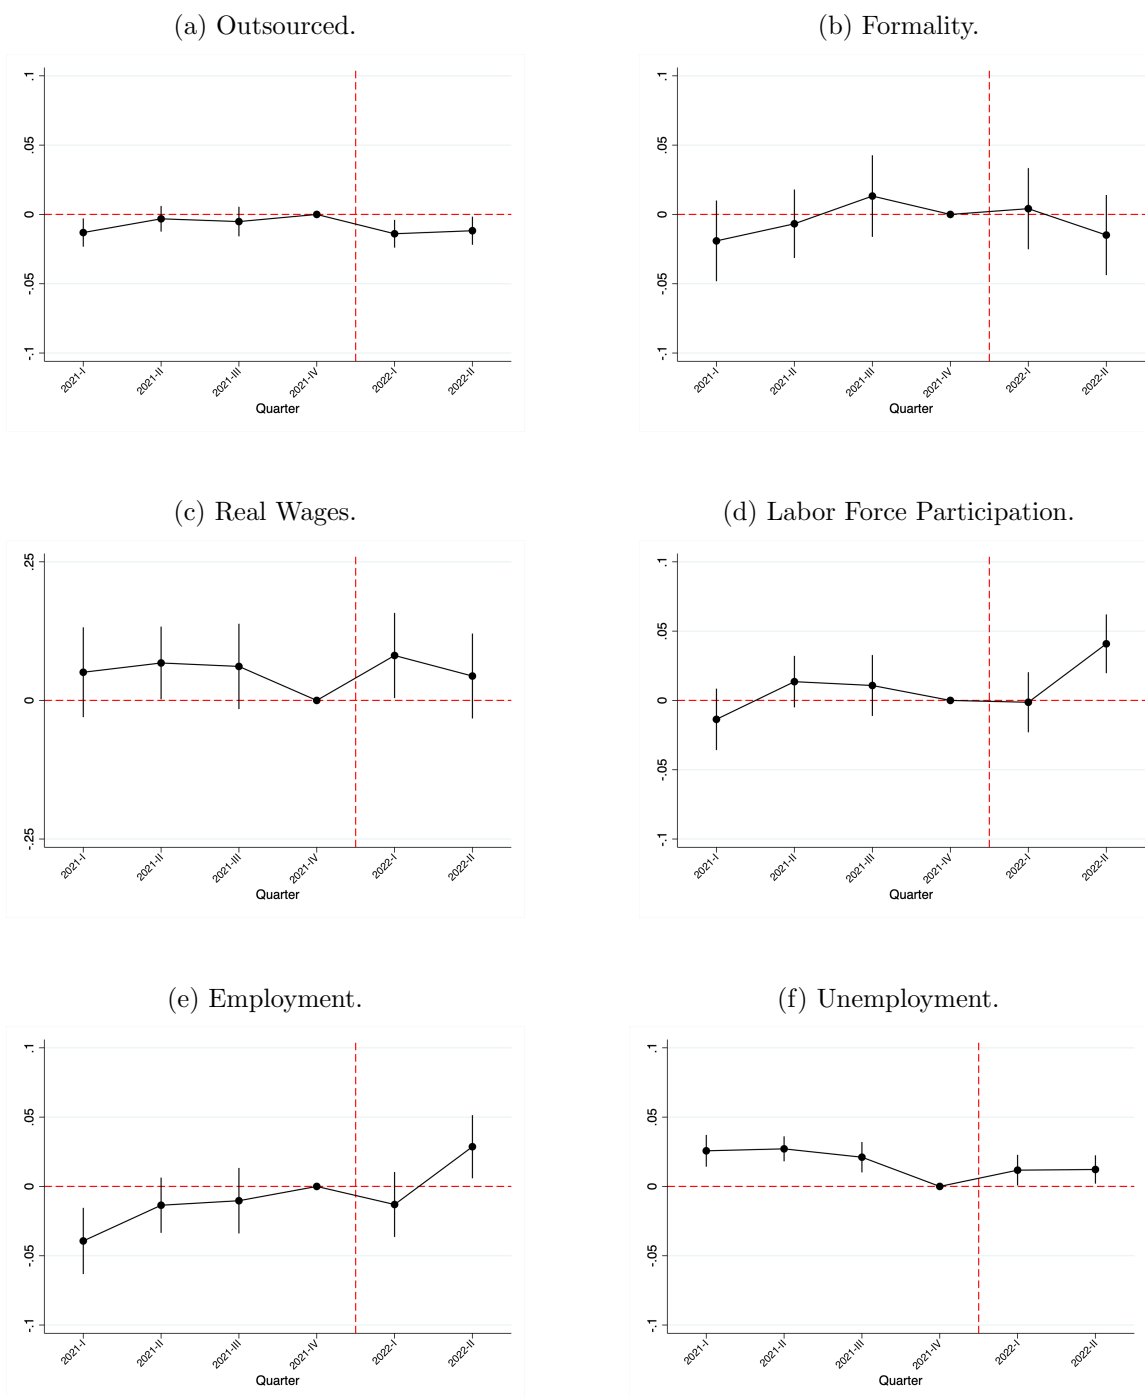 (a) Outsourced.
.1
.05
0
-.05
-.1
2021-I
2021-II
2021-III
2021-IV
2022-I
2022-II
Quarter
(b) Formality.
.1
.05
0
-.05
-.1
2021-I
2021-II
2021-III
2021-IV
2022-I
2022-II
Quarter
(c) Real Wages.
.25
0
-.25
2021-I
2021-II
2021-III
2021-IV
2022-I
2022-II
Quarter
(d) Labor Force Participation.
.1
.05
0
-.05
-.1
2021-I
2021-II
2021-III
2021-IV
2022-I
2022-II
Quarter
(e) Employment.
.1
.05
0
-.05
-.1
2021-I
2021-II
2021-III
2021-IV
2022-I
2022-II
Quarter
(f) Unemployment.
.1
.05
0
-.05
-.1
2021-I
2021-II
2021-III
2021-IV
2022-I
2022-II
Quarter